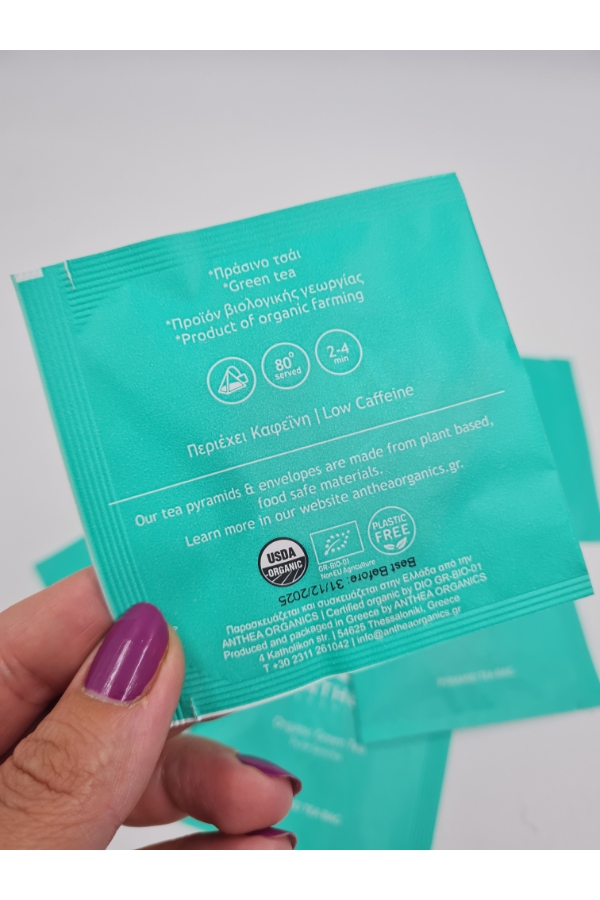 *Πράσινο τσάι
*Green tea
*Προϊόν βιολογικής γεωργίας
*Product of organic farming
80° served
2-4 min
Περιέχει Καφεΐνη | Low Caffeine
Our tea pyramids & envelopes are made from plant based,
food safe materials.
Learn more in our website antheaorganics.gr.
USDA
ORGANIC
GR-BIO-01
NonEU Agriculture
PLASTIC
FREE
Best Before: 31/12/2025
Παρασκευάζεται και συσκευάζεται στην Ελλάδα από την
ANTHEA ORGANICS | Certified organic by DIO GR-BIO-01
Produced and packaged in Greece by ANTHEA ORGANICS
4 Katholikon str. | 54625 Thessaloniki, Greece
T +30 2311 261042 | info@antheaorganics.gr